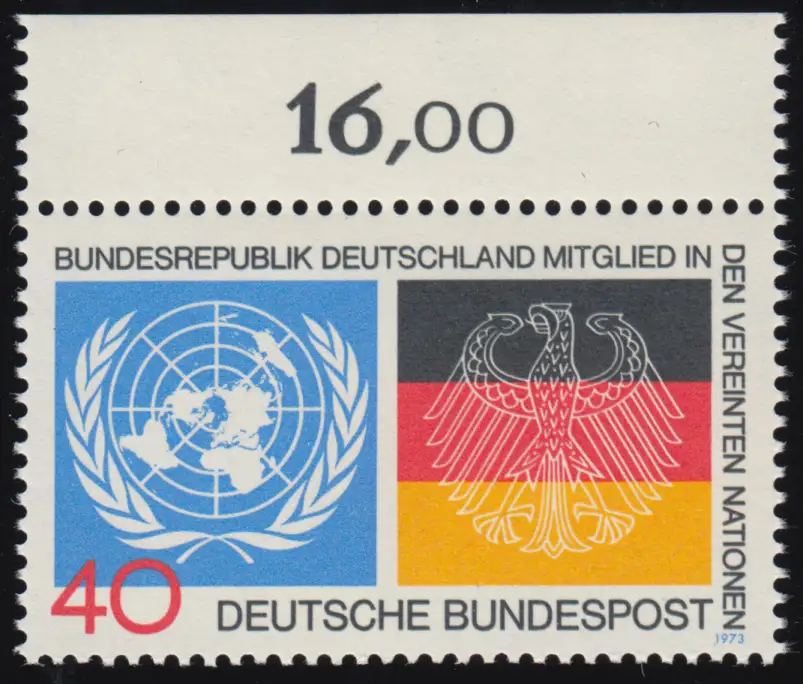 16,00
BUNDESREPUBLIK DEUTSCHLAND MITGLIED IN
DEN VEREINTEN NATIONEN
40
DEUTSCHE BUNDESPOST
1973